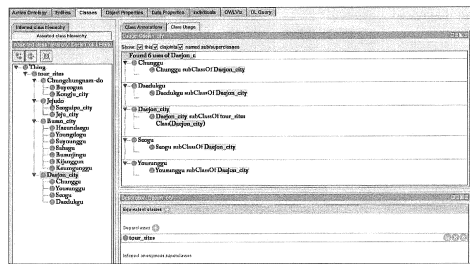 Active Ontology Entities Classes Object Properties Data Properties Individuals OWLViz DL Query
Inferred class hierarchy
Asserted class hierarchy
Thing
tour_sites
Chungchungnam-do
Buyeogun
Kongju_city
Jejudo
Seogwipo_city
Jeju_city
Busan_city
Haeundaegu
Youngdogu
Suyounggu
Sahagu
Busanjingu
Kijanggun
Keumjunggu
Daejon_city
Chunggu
Yousunggu
Seogu
Daedukgu
Class Annotations Class Usage
Show: this disjoints named sub/superclasses
Found 6 uses of Daejon_c
Chunggu
Chunggu subClassOf Daejon_city
Daedukgu
Daedukgu subClassOf Daejon_city
Daejon_city
Daejon_city subClassOf tour_sites
Class(Daejon_city)
Seogu
Seogu subClassOf Daejon_city
Yousunggu
Yousunggu subClassOf Daejon_city
Equivalent classes
Superclasses
tour_sites
Inferred anonymous superclasses